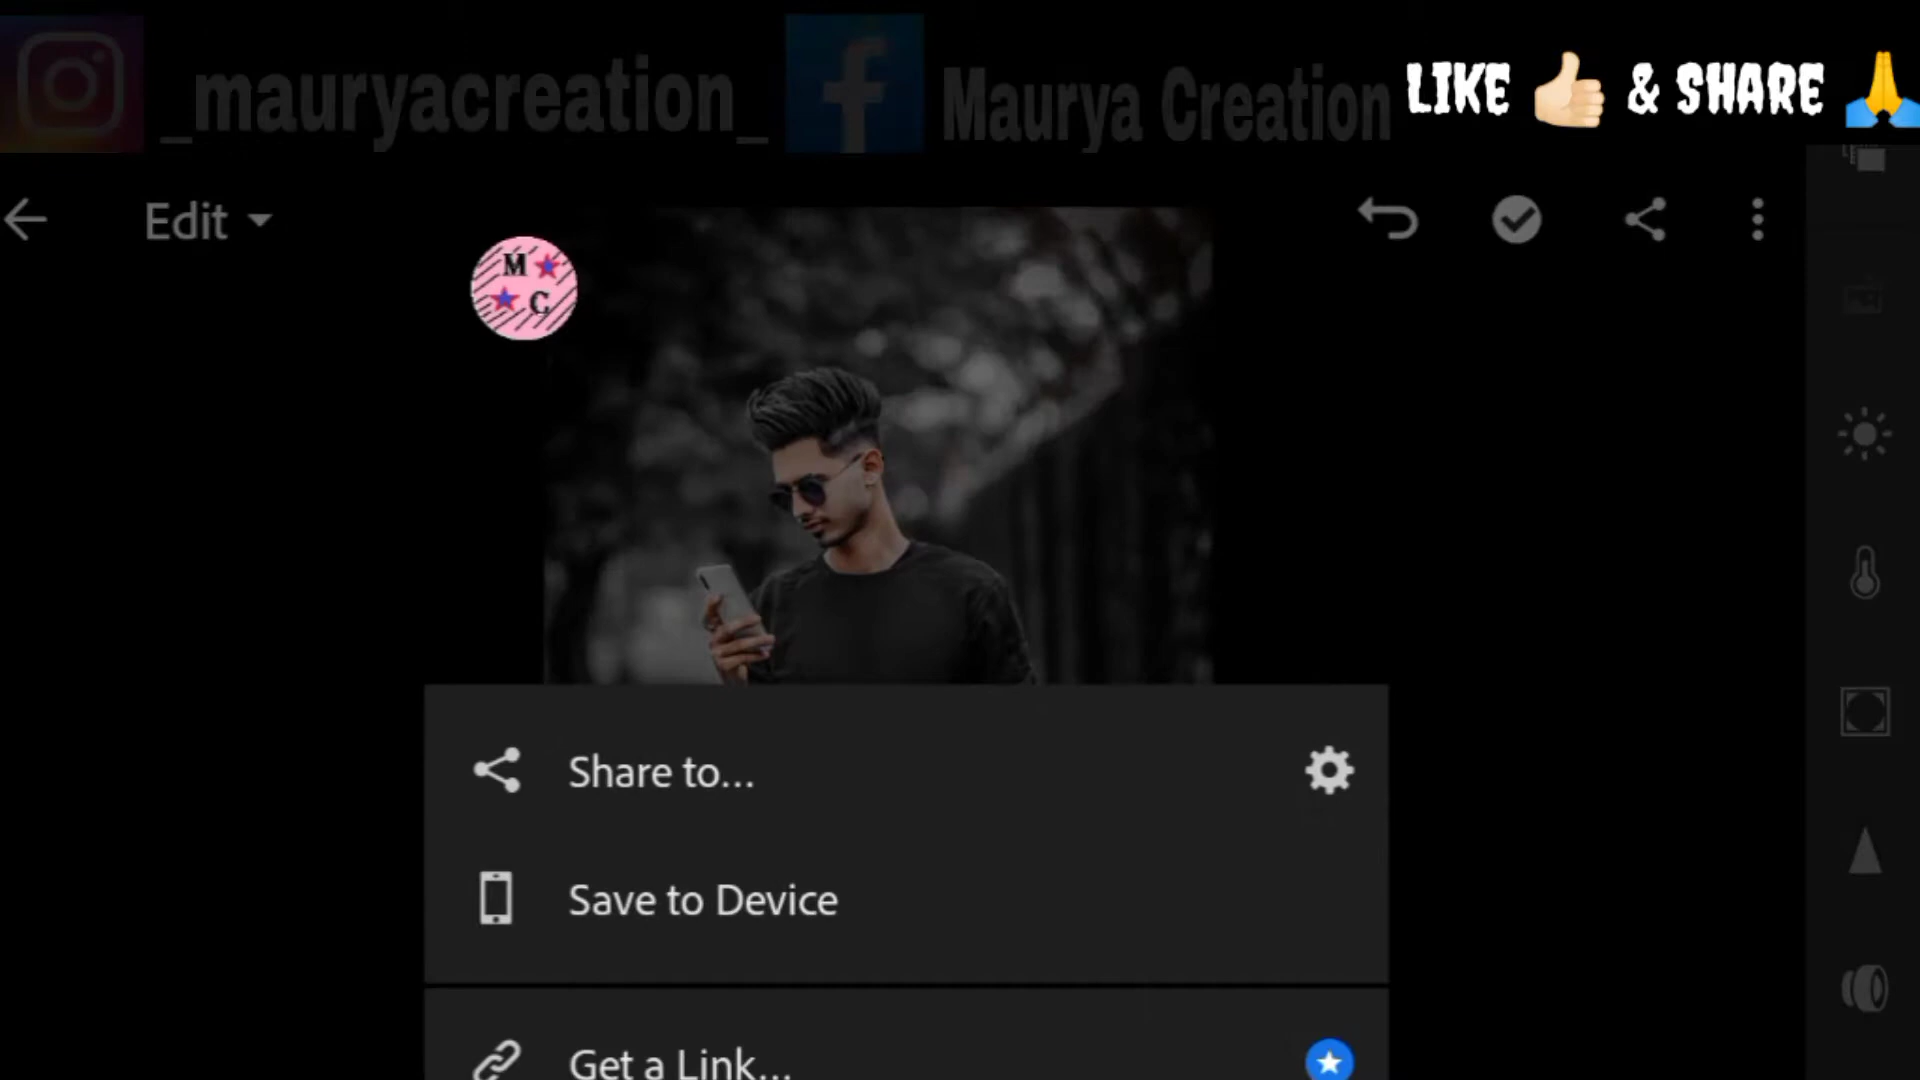 _mauryacreation_
Maurya Creation
LIKE 👍🏻 & SHARE 🙏
Edit
M
C
Share to...
Save to Device
Get a Link...